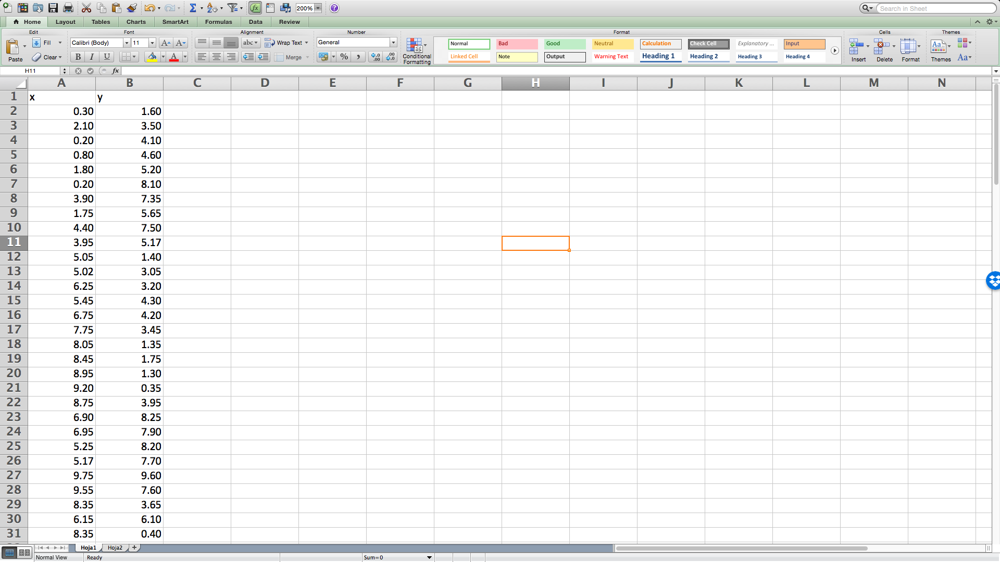 200%
Search in Sheet
Home Layout Tables Charts SmartArt Formulas Data Review
Edit Font Alignment Number Format Cells Themes
Paste Fill Calibri (Body) 11 A A abc Wrap Text General
Clear B I U A Merge % , .0 .00 .00 .0
Conditional Formatting
Normal Bad Good Neutral Calculation Check Cell Explanatory ... Input
Linked Cell Note Output Warning Text Heading 1 Heading 2 Heading 3 Heading 4
Insert Delete Format Themes Aa
H11 fx
A B C D E F G H I J K L M N
1 x y
2 0.30 1.60
3 2.10 3.50
4 0.20 4.10
5 0.80 4.60
6 1.80 5.20
7 0.20 8.10
8 3.90 7.35
9 1.75 5.65
10 4.40 7.50
11 3.95 5.17
12 5.05 1.40
13 5.02 3.05
14 6.25 3.20
15 5.45 4.30
16 6.75 4.20
17 7.75 3.45
18 8.05 1.35
19 8.45 1.75
20 8.95 1.30
21 9.20 0.35
22 8.75 3.95
23 6.90 8.25
24 6.95 7.90
25 5.25 8.20
26 5.17 7.70
27 9.75 9.60
28 9.55 7.60
29 8.35 3.65
30 6.15 6.10
31 8.35 0.40
Hoja1 Hoja2 +
Normal View Ready Sum=0